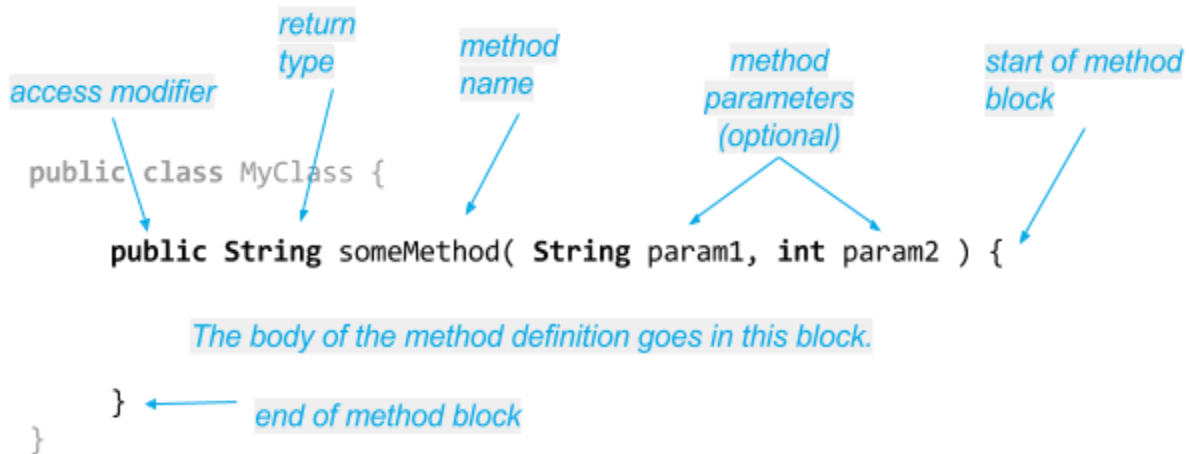 return
type
method
name
method
parameters
(optional)
start of method
block
access modifier
public class MyClass {
public String someMethod( String param1, int param2 ) {
The body of the method definition goes in this block.
}
end of method block
}